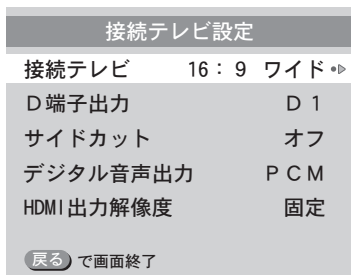 接続テレビ設定
接続テレビ 16：9 ワイド
Ｄ端子出力 Ｄ１
サイドカット オフ
デジタル音声出力 ＰＣＭ
HDMI出力解像度 固定
戻る で画面終了